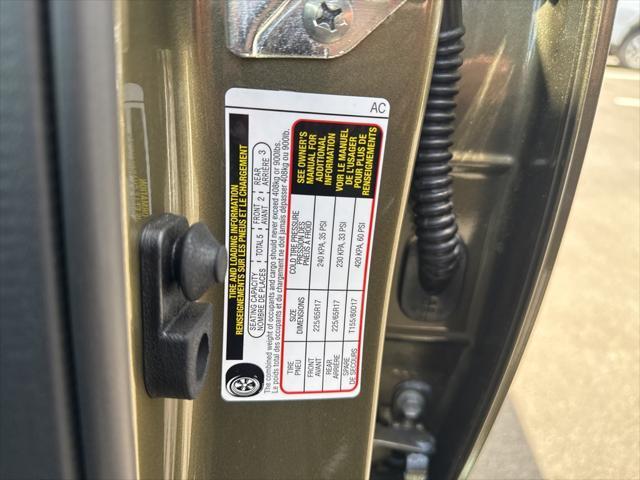 AC
TIRE AND LOADING INFORMATION
RENSEIGNEMENTS SUR LES PNEUS ET LE CHARGEMENT
SEATING CAPACITY
NOMBRE DE PLACES
TOTAL 5
FRONT
AVANT 2
REAR
ARRIÈRE 3
The combined weight of occupants and cargo should never exceed 408kg or 900lbs.
Le poids total des occupants et du chargement ne doit jamais dépasser 408kg ou 900lb.
TIRE
PNEU
SIZE
DIMENSIONS
COLD TIRE PRESSURE
PRESSION DES
PNEUS À FROID
SEE OWNER'S
MANUAL FOR
ADDITIONAL
INFORMATION
VOIR LE MANUEL
DE L'USAGER
POUR PLUS DE
RENSEIGNEMENTS
FRONT
AVANT
225/65R17
240 KPA, 35 PSI
REAR
ARRIÈRE
225/65R17
230 KPA, 33 PSI
SPARE
DE SECOURS
T155/80D17
420 KPA, 60 PSI